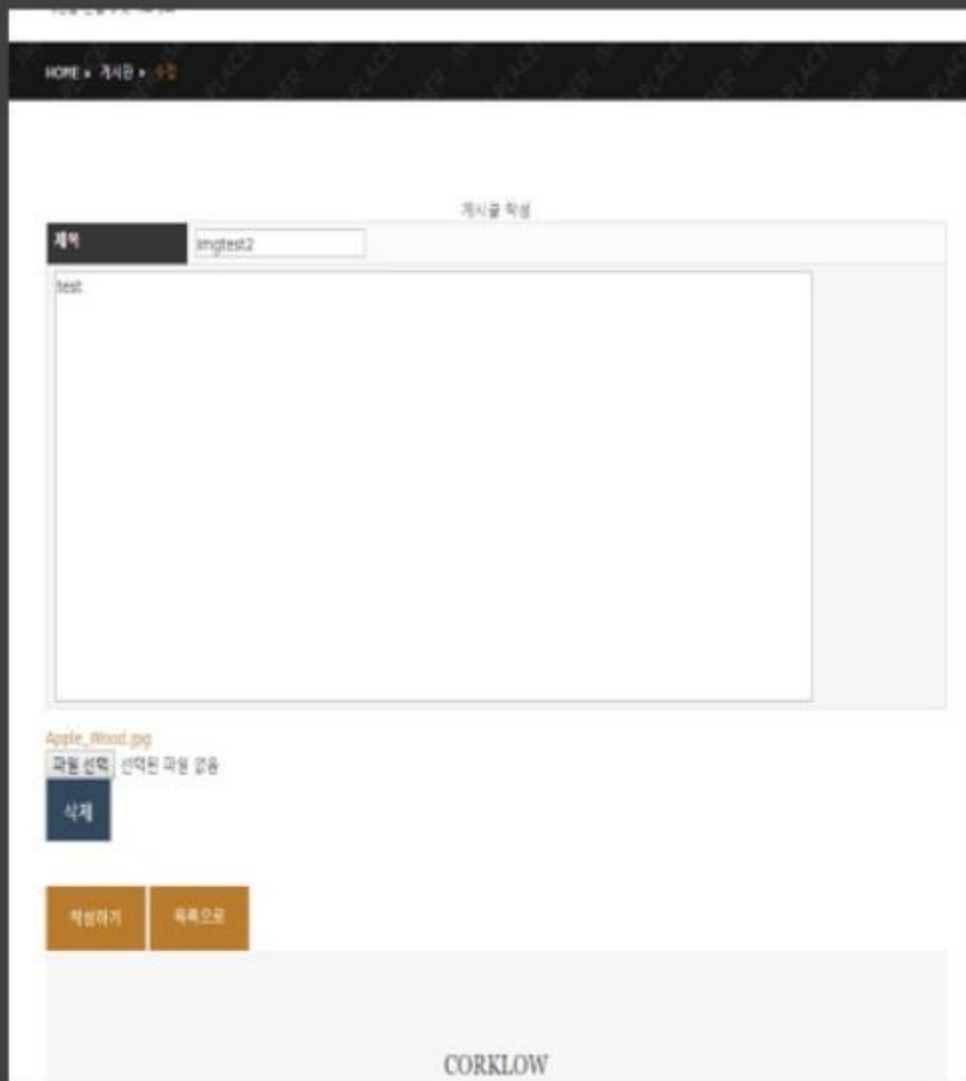 HOME » 게시판 » 수정
게시글 작성
제목
imgtest2
test
Apple_Wood.jpg
파일 선택 선택된 파일 없음
삭제
작성하기 목록으로
CORKLOW